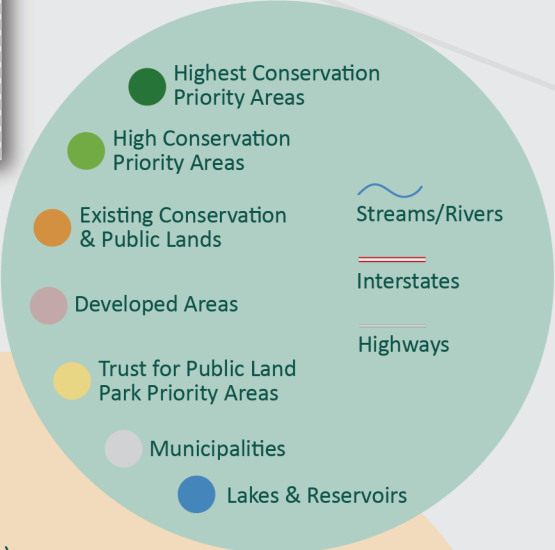 Highest Conservation
Priority Areas
High Conservation
Priority Areas
Existing Conservation
& Public Lands
Developed Areas
Trust for Public Land
Park Priority Areas
Municipalities
Lakes & Reservoirs
Streams/Rivers
Interstates
Highways